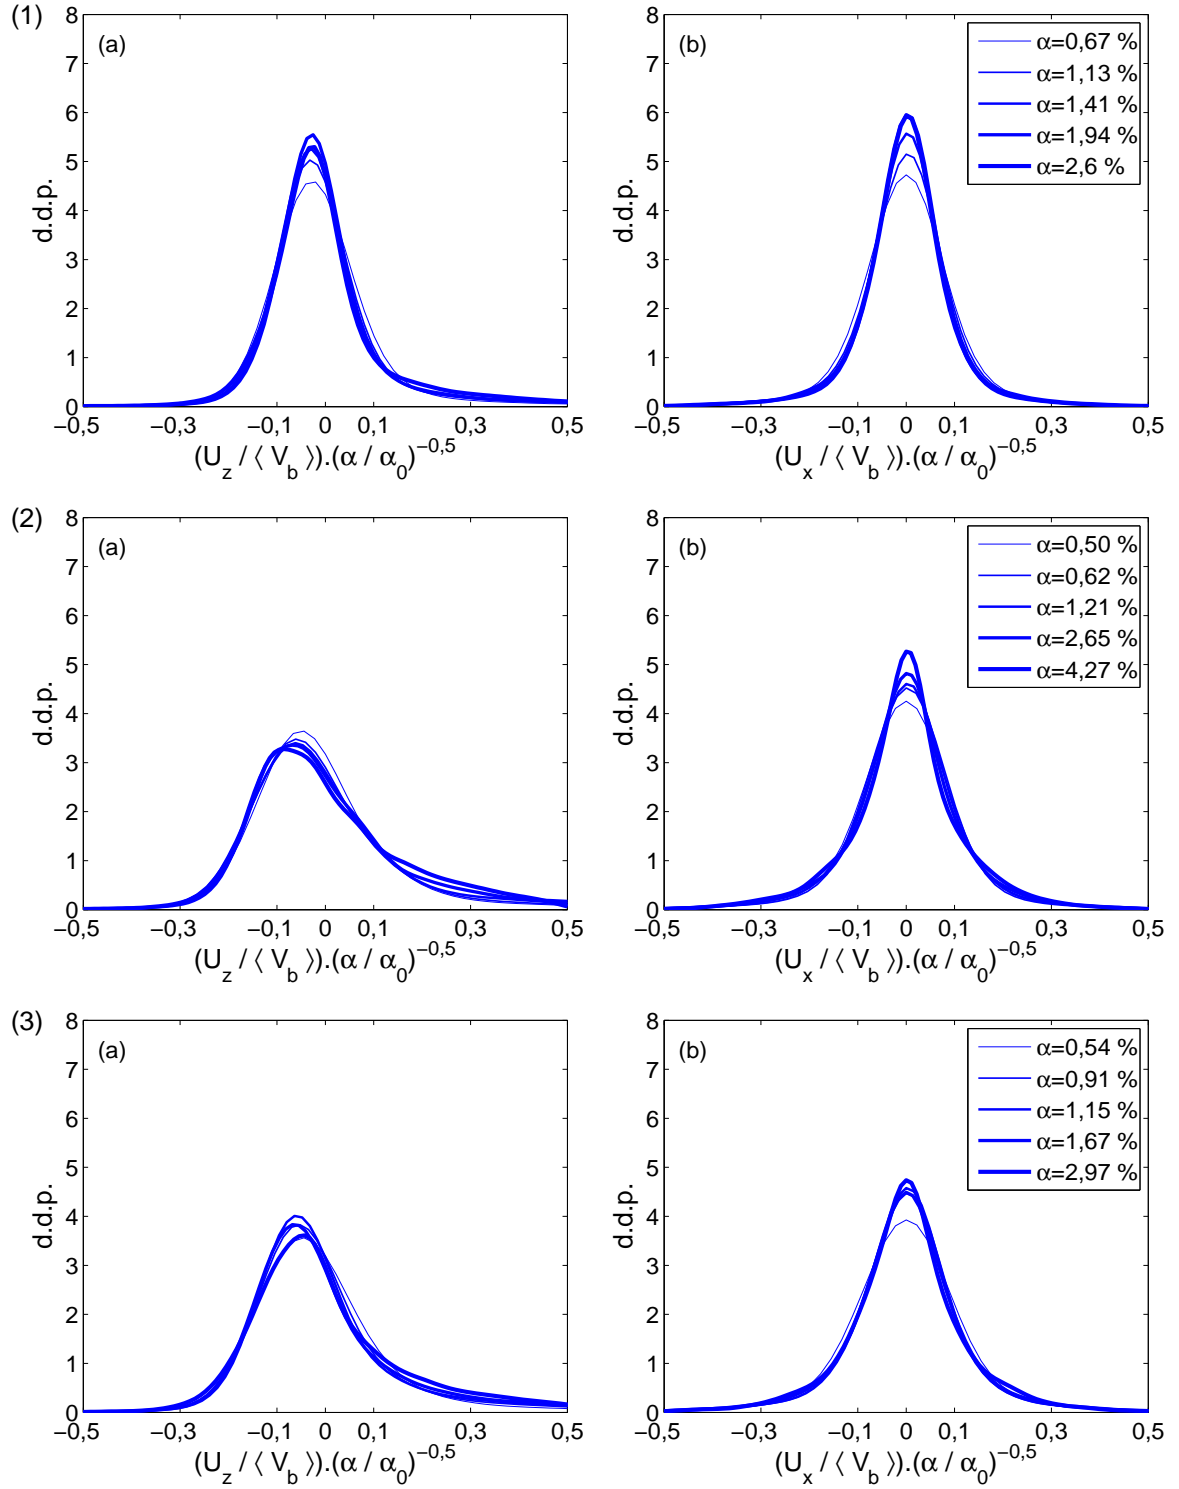 (1)
(a)
8
7
6
5
4
3
2
1
0
d.d.p.
−0,5 −0,3 −0,1 0 0,1 0,3 0,5
(U_z / ⟨ V_b ⟩).(α / α_0)^−0,5
(b)
8
7
6
5
4
3
2
1
0
d.d.p.
α=0,67 %
α=1,13 %
α=1,41 %
α=1,94 %
α=2,6 %
−0,5 −0,3 −0,1 0 0,1 0,3 0,5
(U_x / ⟨ V_b ⟩).(α / α_0)^−0,5
(2)
(a)
8
7
6
5
4
3
2
1
0
d.d.p.
−0,5 −0,3 −0,1 0 0,1 0,3 0,5
(U_z / ⟨ V_b ⟩).(α / α_0)^−0,5
(b)
8
7
6
5
4
3
2
1
0
d.d.p.
α=0,50 %
α=0,62 %
α=1,21 %
α=2,65 %
α=4,27 %
−0,5 −0,3 −0,1 0 0,1 0,3 0,5
(U_x / ⟨ V_b ⟩).(α / α_0)^−0,5
(3)
(a)
8
7
6
5
4
3
2
1
0
d.d.p.
−0,5 −0,3 −0,1 0 0,1 0,3 0,5
(U_z / ⟨ V_b ⟩).(α / α_0)^−0,5
(b)
8
7
6
5
4
3
2
1
0
d.d.p.
α=0,54 %
α=0,91 %
α=1,15 %
α=1,67 %
α=2,97 %
−0,5 −0,3 −0,1 0 0,1 0,3 0,5
(U_x / ⟨ V_b ⟩).(α / α_0)^−0,5